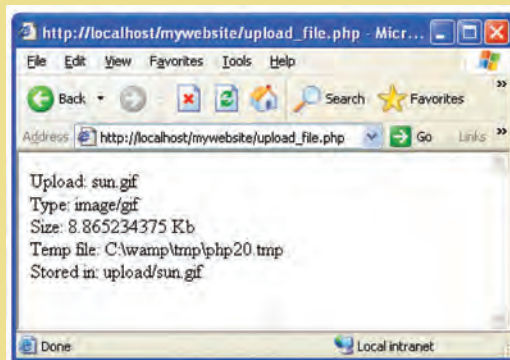 http://localhost/mywebsite/upload_file.php - Micr...
File Edit View Favorites Tools Help
Back Search Favorites
Address http://localhost/mywebsite/upload_file.php Go Links
Upload: sun.gif
Type: image/gif
Size: 8.865234375 Kb
Temp file: C:\wamp\tmp\php20.tmp
Stored in: upload/sun.gif
Done Local intranet